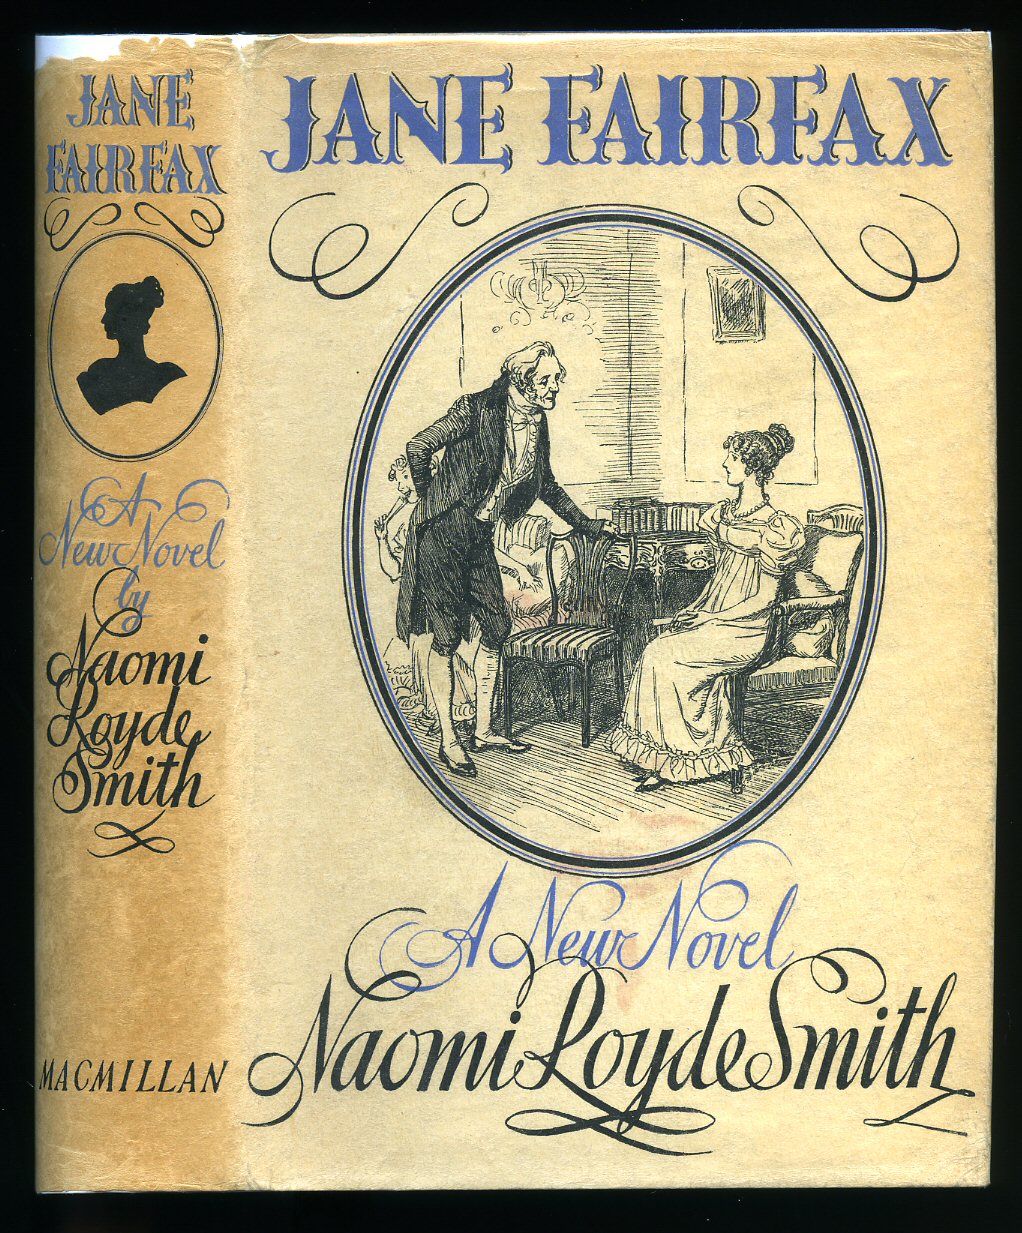 JANE
FAIRFAX
A
New Novel
by
Naomi
Royde
Smith
MACMILLAN
JANE FAIRFAX
A New Novel
Naomi Royde Smith